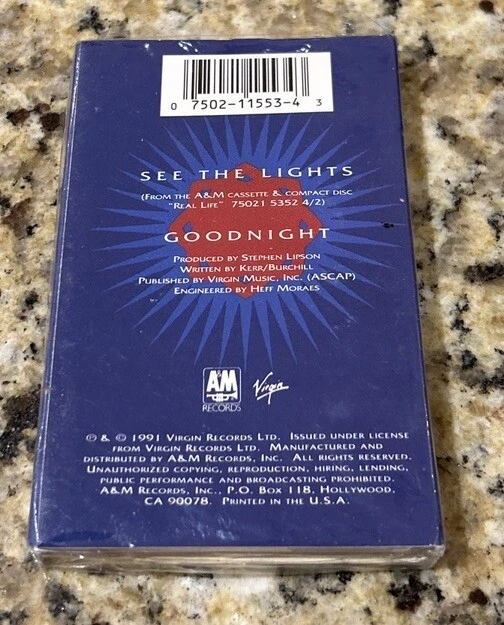 0 7502-11553-4 3
SEE THE LIGHTS
(FROM THE A&M CASSETTE & COMPACT DISC
"REAL LIFE" 75021 5352 4/2)
GOODNIGHT
PRODUCED BY STEPHEN LIPSON
WRITTEN BY KERR/BURCHILL
PUBLISHED BY VIRGIN MUSIC, INC. (ASCAP)
ENGINEERED BY HEFF MORAES
A&M
RECORDS
Virgin
℗ & © 1991 VIRGIN RECORDS LTD. ISSUED UNDER LICENSE
FROM VIRGIN RECORDS LTD. MANUFACTURED AND
DISTRIBUTED BY A&M RECORDS, INC. ALL RIGHTS RESERVED.
UNAUTHORIZED COPYING, REPRODUCTION, HIRING, LENDING,
PUBLIC PERFORMANCE AND BROADCASTING PROHIBITED.
A&M RECORDS, INC., P.O. BOX 118, HOLLYWOOD,
CA 90078. PRINTED IN THE U.S.A.